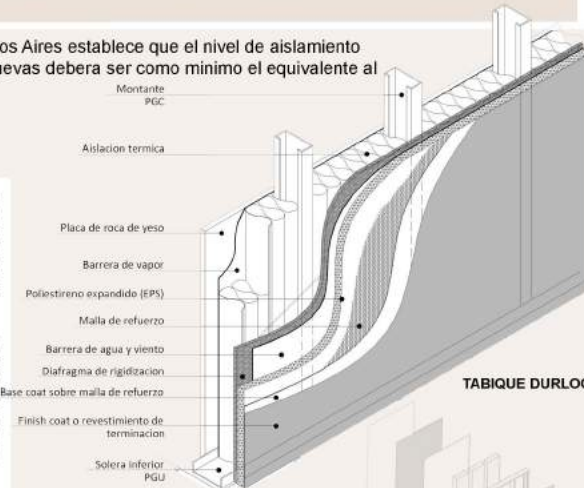 os Aires establece que el nivel de aislamiento
nuevas debera ser como minimo el equivalente al
Montante
PGC
Aislacion termica
Placa de roca de yeso
Barrera de vapor
Poliestireno expandido (EPS)
Malla de refuerzo
Barrera de agua y viento
Diafragma de rigidizacion
Base coat sobre malla de refuerzo
Finish coat o revestimiento de
terminacion
Solera inferior
PGU
TABIQUE DURLOC